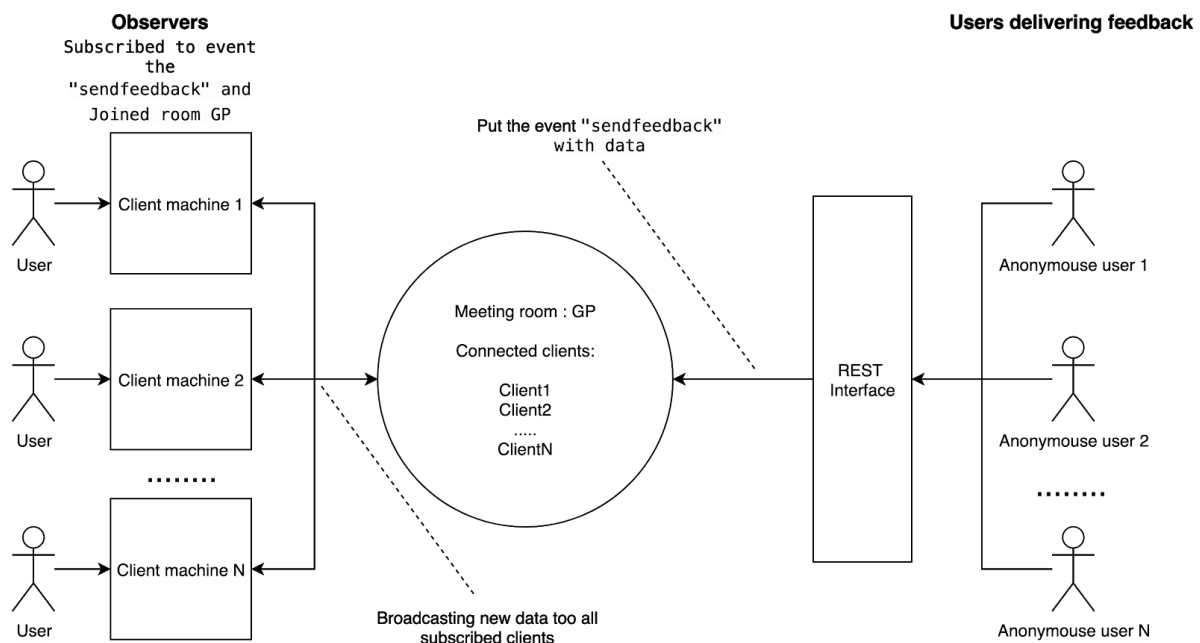 Observers
Subscribed to event
the
"sendfeedback" and
Joined room GP
Users delivering feedback
Put the event "sendfeedback"
with data
Client machine 1
User
Anonymouse user 1
Meeting room : GP
Connected clients:
Client1
Client2
.....
ClientN
REST
Interface
Client machine 2
User
Anonymouse user 2
.........
.........
Client machine N
User
Anonymouse user N
Broadcasting new data too all
subscribed clients